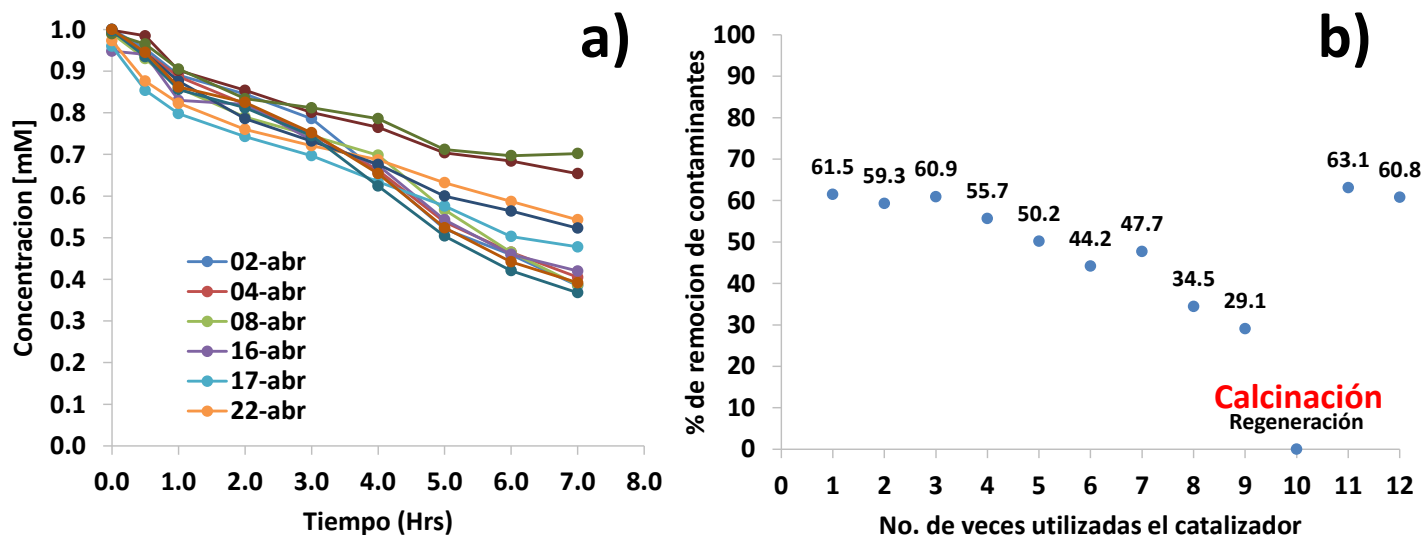 a)
Concentracion [mM]
1.0
0.9
0.8
0.7
0.6
0.5
0.4
0.3
0.2
0.1
0.0
02-abr
04-abr
08-abr
16-abr
17-abr
22-abr
0.0 1.0 2.0 3.0 4.0 5.0 6.0 7.0 8.0
Tiempo (Hrs)
b)
% de remocion de contaminantes
100
90
80
70
60
50
40
30
20
10
0
61.5
59.3
60.9
55.7
50.2
44.2
47.7
34.5
29.1
63.1
60.8
Calcinación
Regeneración
0 1 2 3 4 5 6 7 8 9 10 11 12
No. de veces utilizadas el catalizador